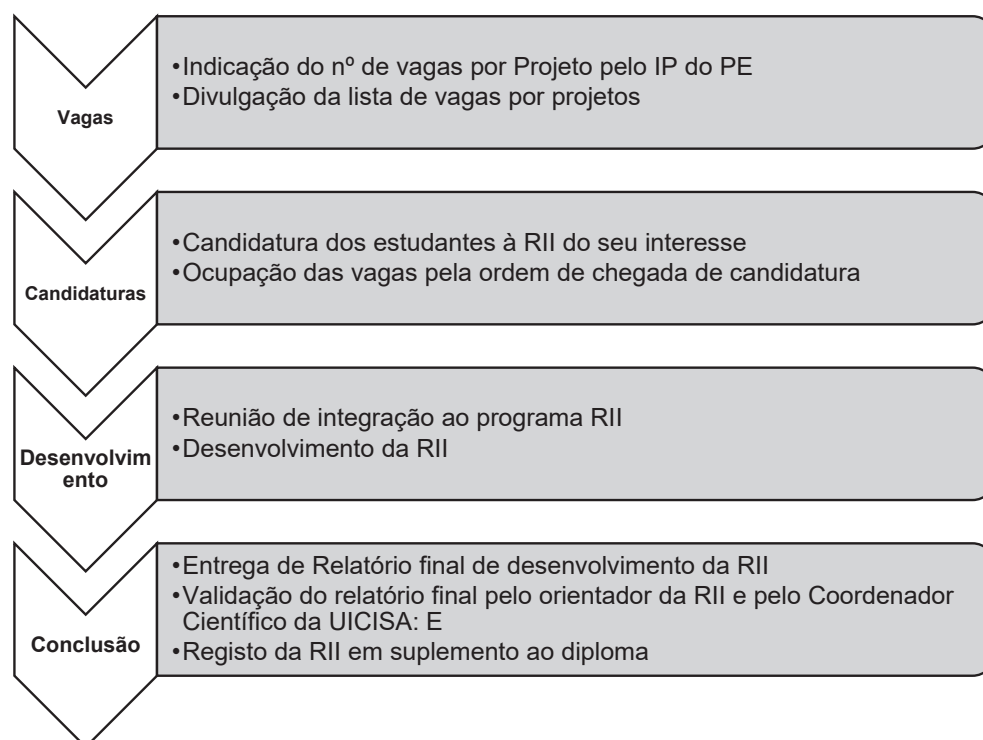 Vagas
•Indicação do nº de vagas por Projeto pelo IP do PE
•Divulgação da lista de vagas por projetos
Candidaturas
•Candidatura dos estudantes à RII do seu interesse
•Ocupação das vagas pela ordem de chegada de candidatura
Desenvolvim
ento
•Reunião de integração ao programa RII
•Desenvolvimento da RII
Conclusão
•Entrega de Relatório final de desenvolvimento da RII
•Validação do relatório final pelo orientador da RII e pelo Coordenador
Científico da UICISA: E
•Registo da RII em suplemento ao diploma